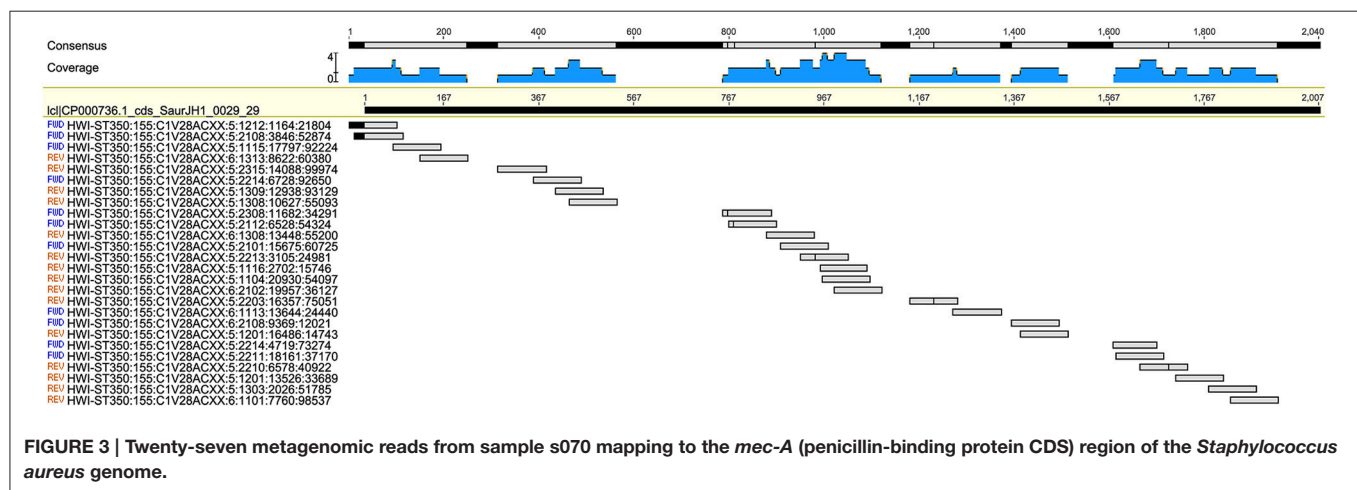 Consensus
1 200 400 600 800 1,000 1,200 1,400 1,600 1,800 2,040
Coverage
4
0
lcl|CP000736.1_cds_SaurJH1_0029_29
1 167 367 567 767 967 1,167 1,367 1,567 1,767 2,007
FWD HWI-ST350:155:C1V28ACXX:5:1212:1164:21804
FWD HWI-ST350:155:C1V28ACXX:5:2108:3846:52874
FWD HWI-ST350:155:C1V28ACXX:5:1115:17797:92224
REV HWI-ST350:155:C1V28ACXX:6:1313:8622:60380
REV HWI-ST350:155:C1V28ACXX:5:2315:14088:99974
FWD HWI-ST350:155:C1V28ACXX:5:2214:6728:92650
REV HWI-ST350:155:C1V28ACXX:5:1309:12938:93129
REV HWI-ST350:155:C1V28ACXX:5:1308:10627:55093
FWD HWI-ST350:155:C1V28ACXX:5:2308:11682:34291
FWD HWI-ST350:155:C1V28ACXX:5:2112:6528:54324
REV HWI-ST350:155:C1V28ACXX:6:1308:13448:55200
FWD HWI-ST350:155:C1V28ACXX:5:2101:15675:60725
REV HWI-ST350:155:C1V28ACXX:5:2213:3105:24981
REV HWI-ST350:155:C1V28ACXX:5:1116:2702:15746
REV HWI-ST350:155:C1V28ACXX:5:1104:20930:54097
REV HWI-ST350:155:C1V28ACXX:6:2102:19957:36127
REV HWI-ST350:155:C1V28ACXX:5:2203:16357:75051
FWD HWI-ST350:155:C1V28ACXX:6:1113:13644:24440
FWD HWI-ST350:155:C1V28ACXX:6:2108:9369:12021
REV HWI-ST350:155:C1V28ACXX:5:1201:16486:14743
FWD HWI-ST350:155:C1V28ACXX:5:2214:4719:73274
FWD HWI-ST350:155:C1V28ACXX:5:2211:18161:37170
REV HWI-ST350:155:C1V28ACXX:5:2210:6578:40922
REV HWI-ST350:155:C1V28ACXX:5:1201:13526:33689
REV HWI-ST350:155:C1V28ACXX:5:1303:2026:51785
REV HWI-ST350:155:C1V28ACXX:6:1101:7760:98537
FIGURE 3 | Twenty-seven metagenomic reads from sample s070 mapping to the mec-A (penicillin-binding protein CDS) region of the Staphylococcus
aureus genome.